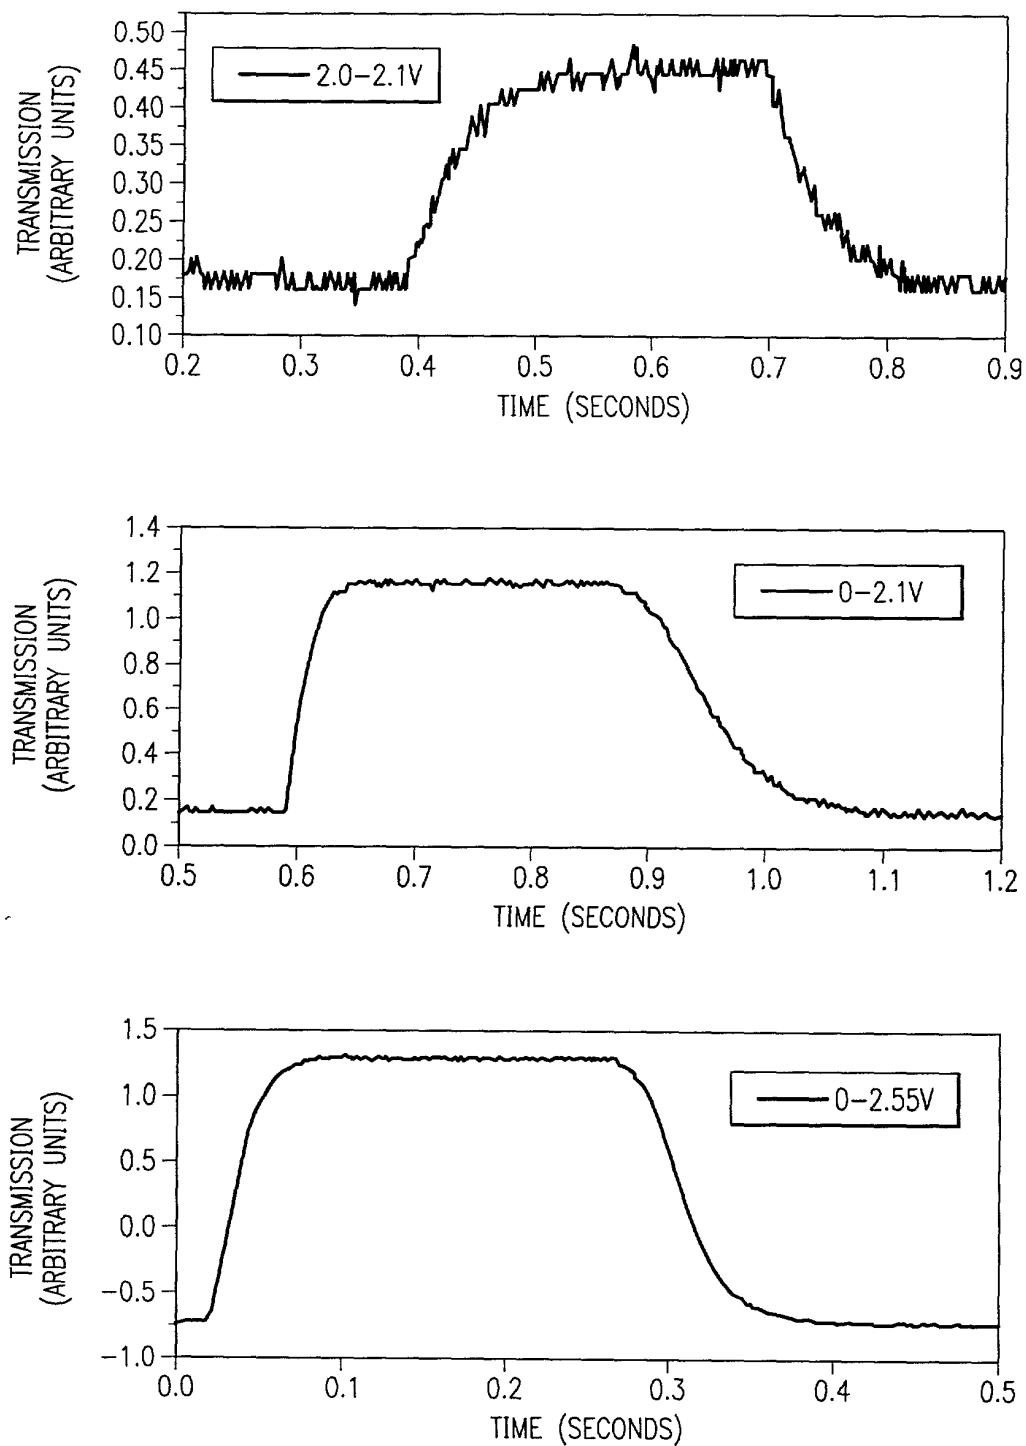 TRANSMISSION
(ARBITRARY UNITS)
0.50
0.45
0.40
0.35
0.30
0.25
0.20
0.15
0.10
2.0–2.1V
0.2 0.3 0.4 0.5 0.6 0.7 0.8 0.9
TIME (SECONDS)
TRANSMISSION
(ARBITRARY UNITS)
1.4
1.2
1.0
0.8
0.6
0.4
0.2
0.0
0–2.1V
0.5 0.6 0.7 0.8 0.9 1.0 1.1 1.2
TIME (SECONDS)
TRANSMISSION
(ARBITRARY UNITS)
1.5
1.0
0.5
0.0
−0.5
−1.0
0–2.55V
0.0 0.1 0.2 0.3 0.4 0.5
TIME (SECONDS)